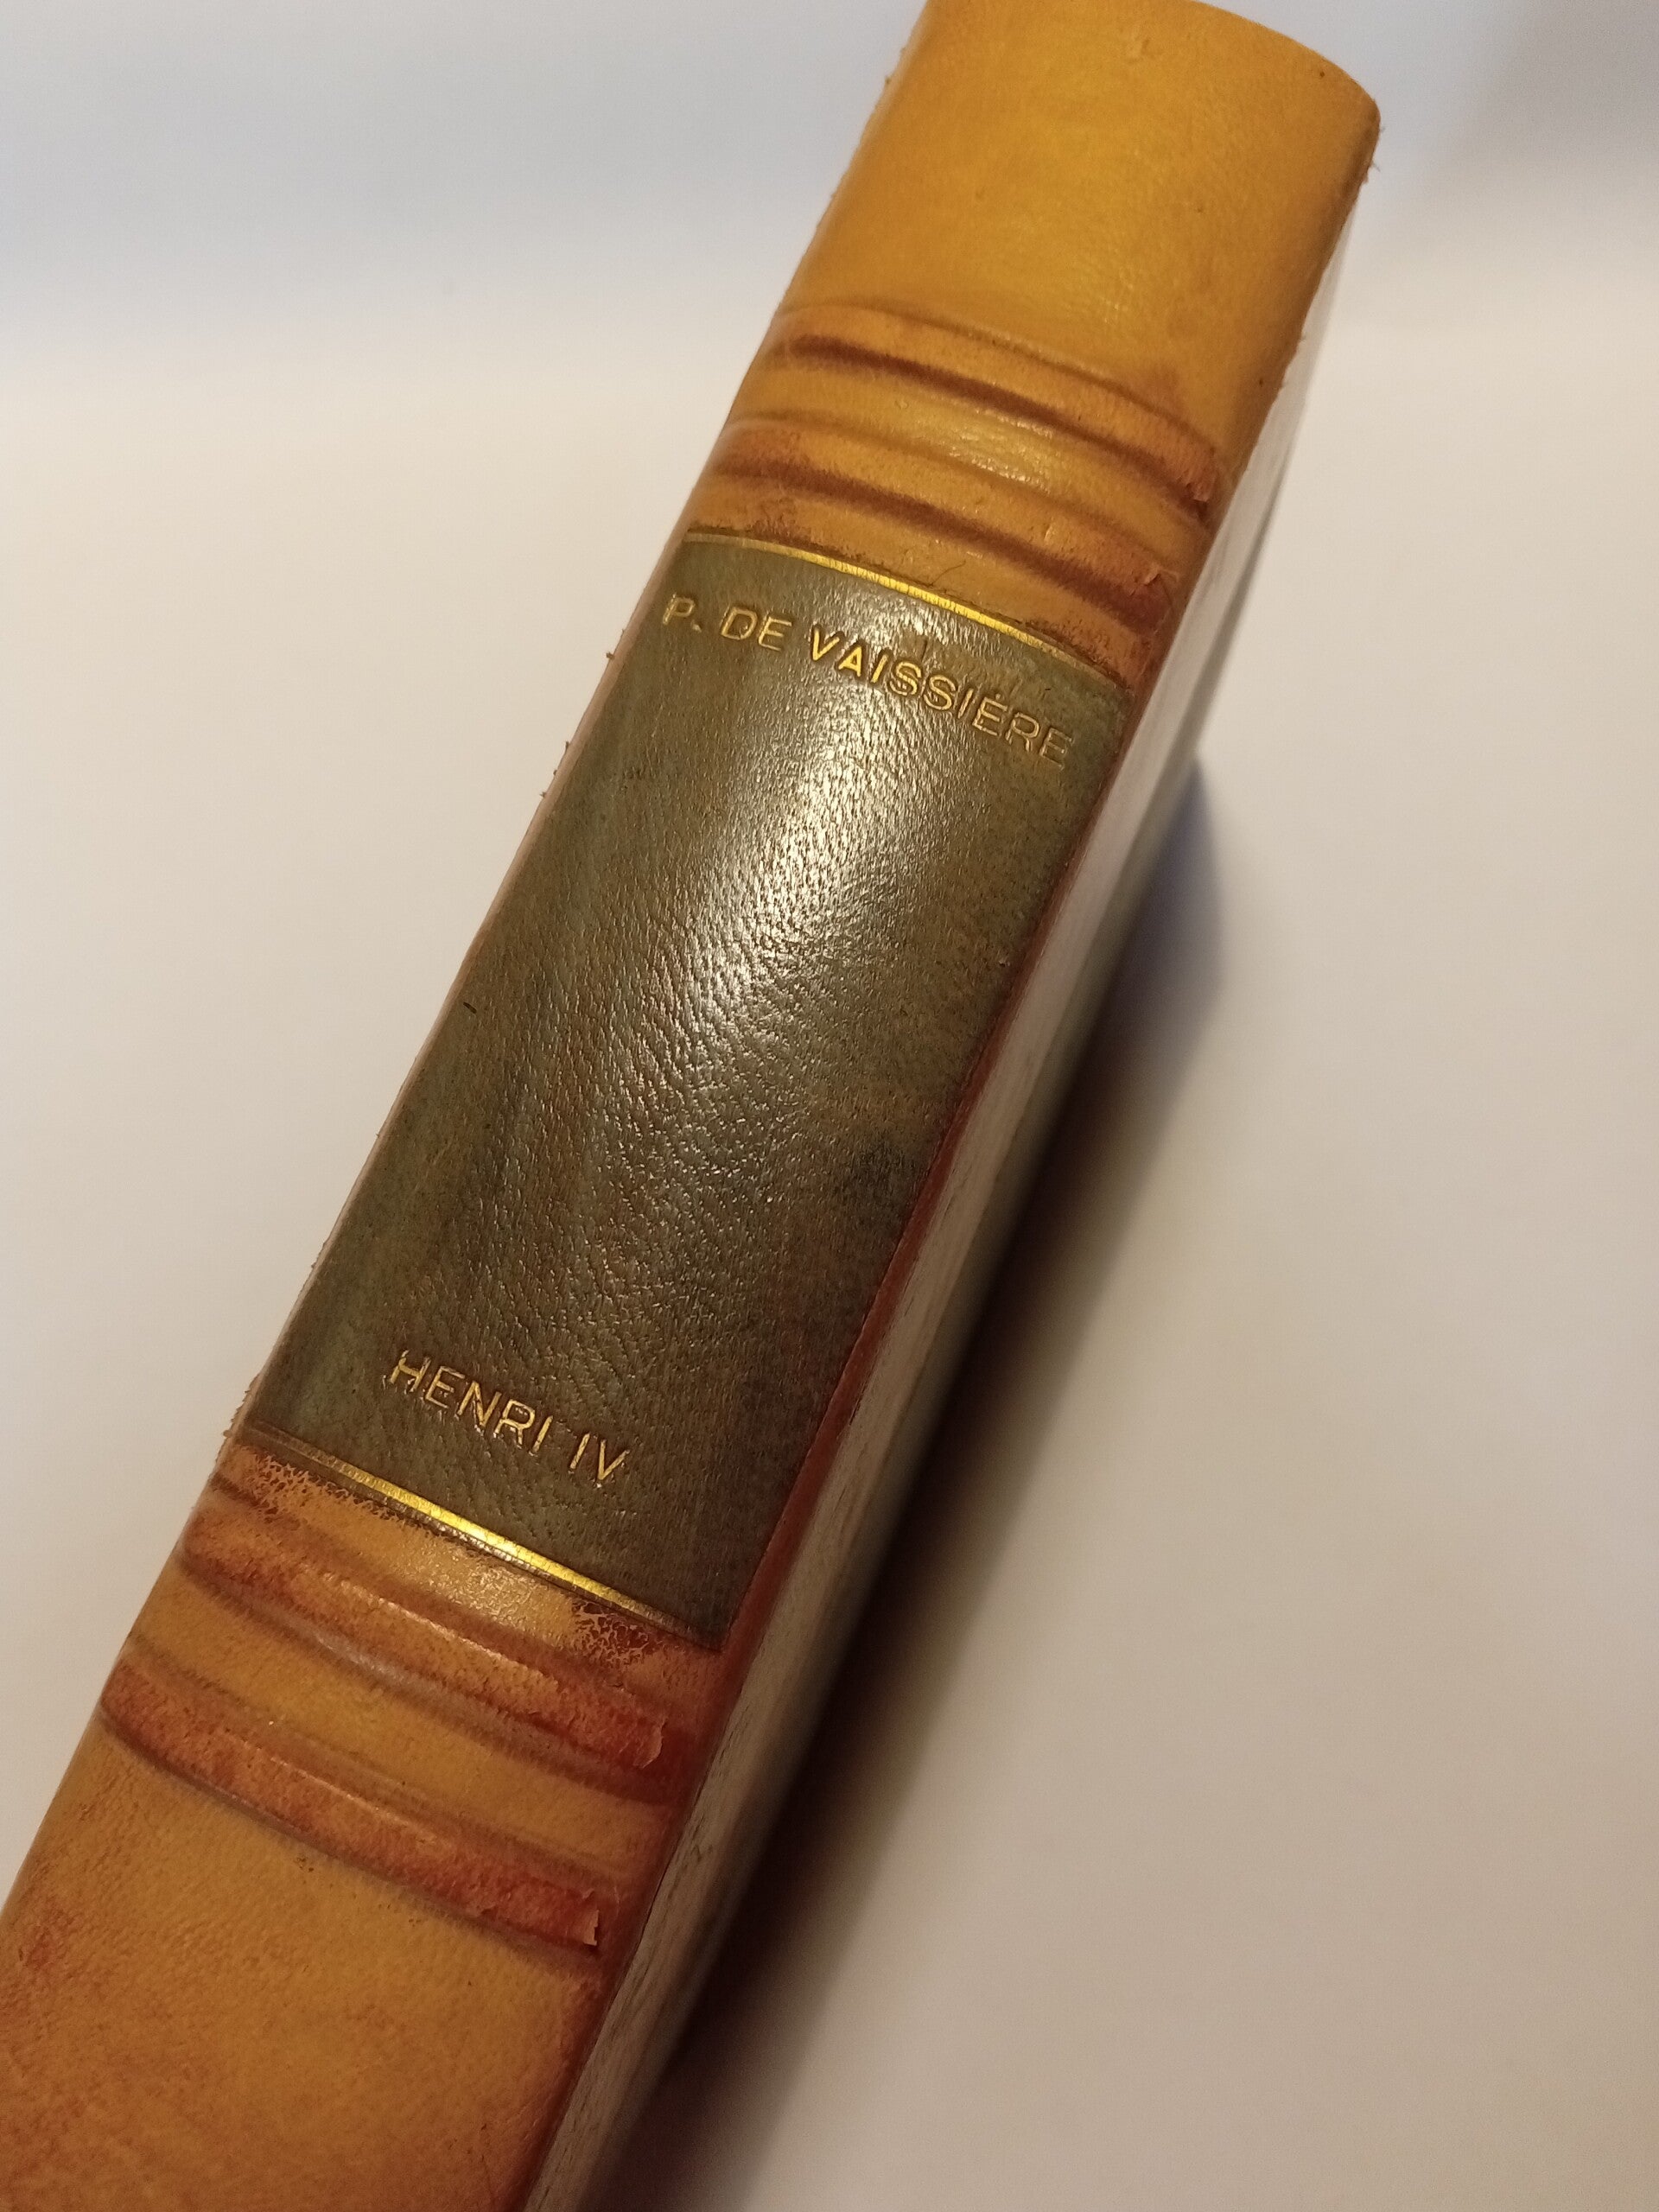 P. DE VAISSIÈRE
HENRI IV